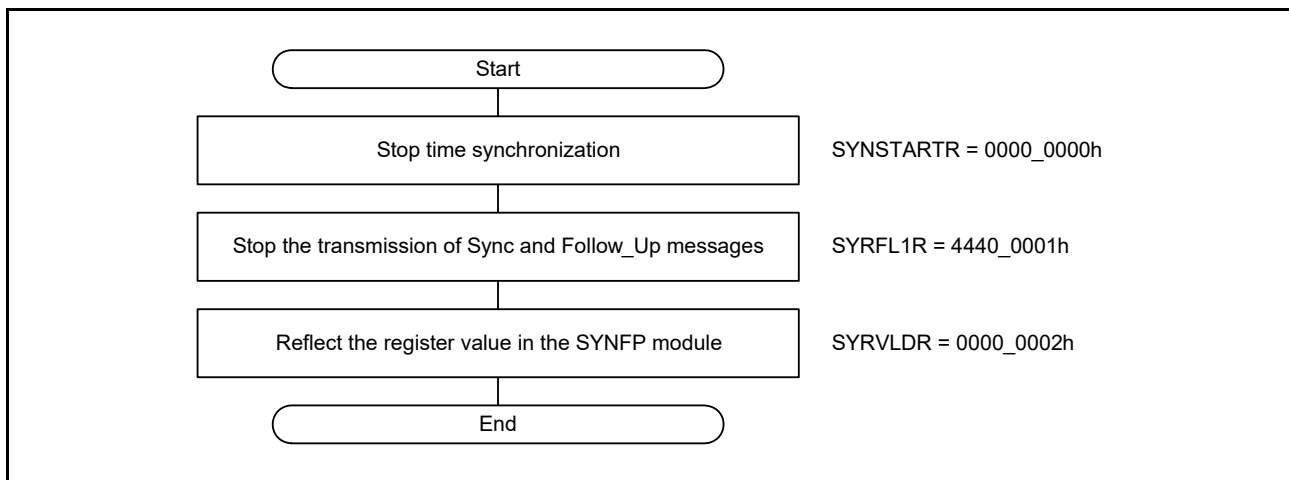 Start
Stop time synchronization
SYNSTARTR = 0000_0000h
Stop the transmission of Sync and Follow_Up messages
SYRFL1R = 4440_0001h
Reflect the register value in the SYNFP module
SYRVLDR = 0000_0002h
End